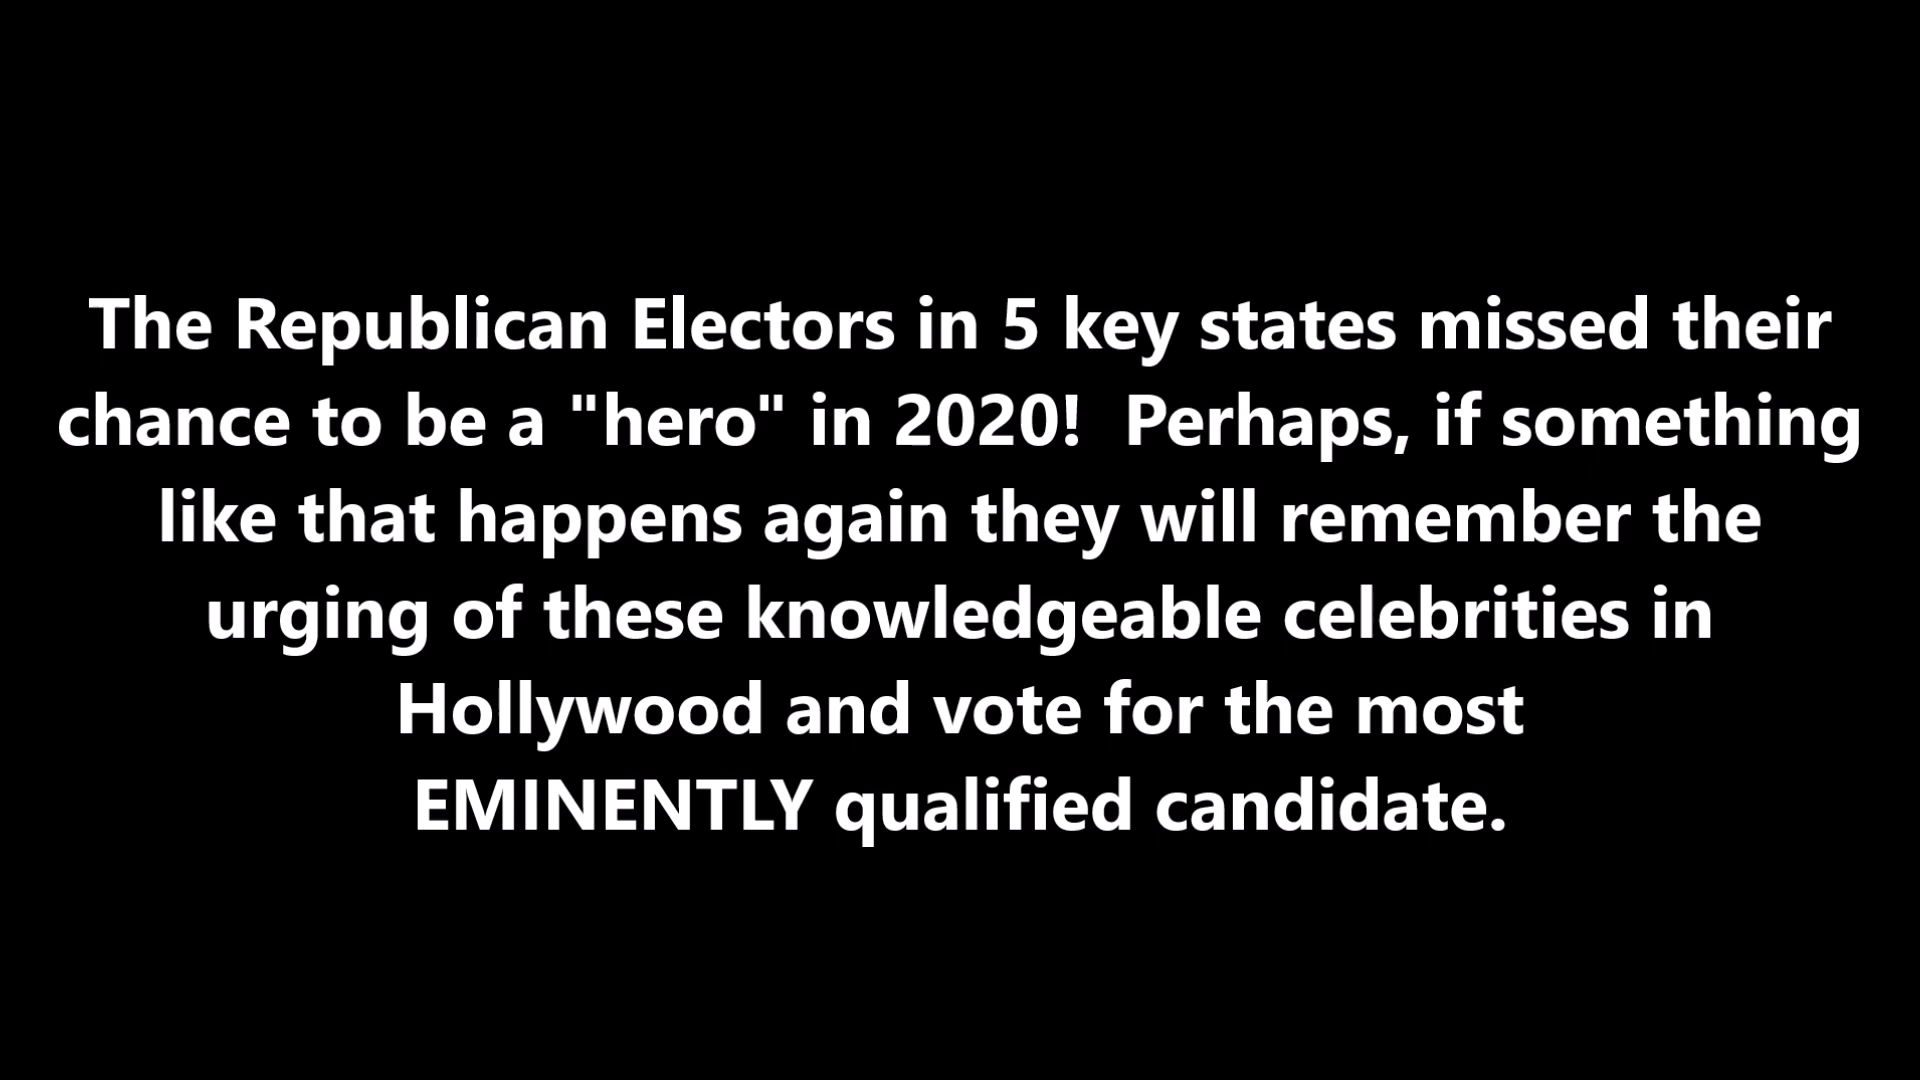 The Republican Electors in 5 key states missed their
chance to be a "hero" in 2020!  Perhaps, if something
like that happens again they will remember the
urging of these knowledgeable celebrities in
Hollywood and vote for the most
EMINENTLY qualified candidate.